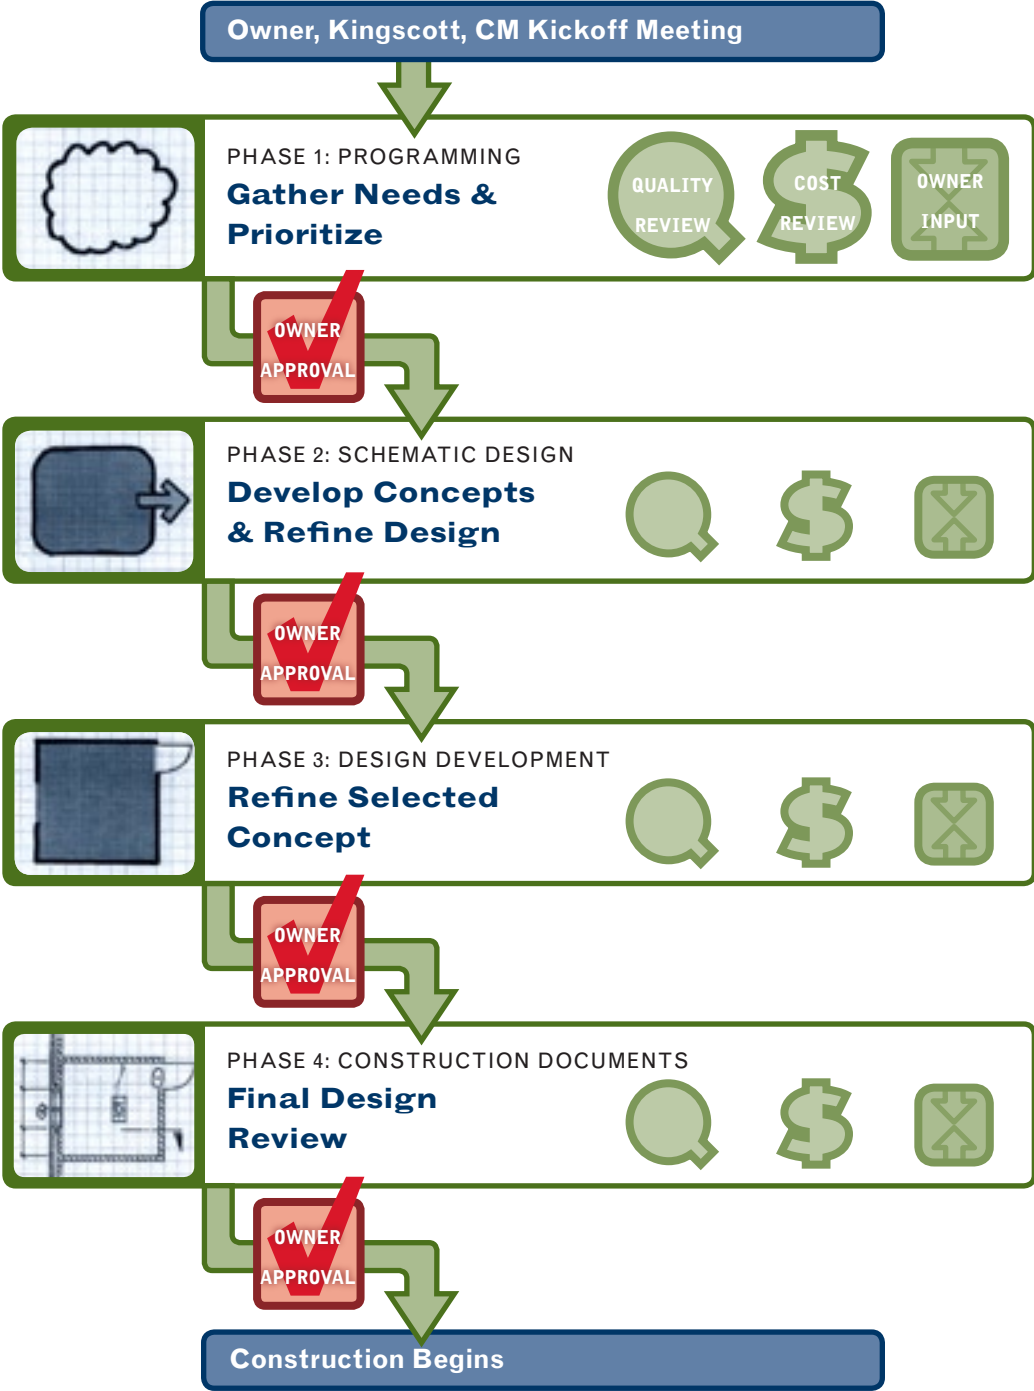 Owner, Kingscott, CM Kickoff Meeting
PHASE 1: PROGRAMMING
Gather Needs &
Prioritize
QUALITY
REVIEW
COST
REVIEW
OWNER
INPUT
OWNER
APPROVAL
PHASE 2: SCHEMATIC DESIGN
Develop Concepts
& Refine Design
OWNER
APPROVAL
PHASE 3: DESIGN DEVELOPMENT
Refine Selected
Concept
OWNER
APPROVAL
PHASE 4: CONSTRUCTION DOCUMENTS
Final Design
Review
OWNER
APPROVAL
Construction Begins